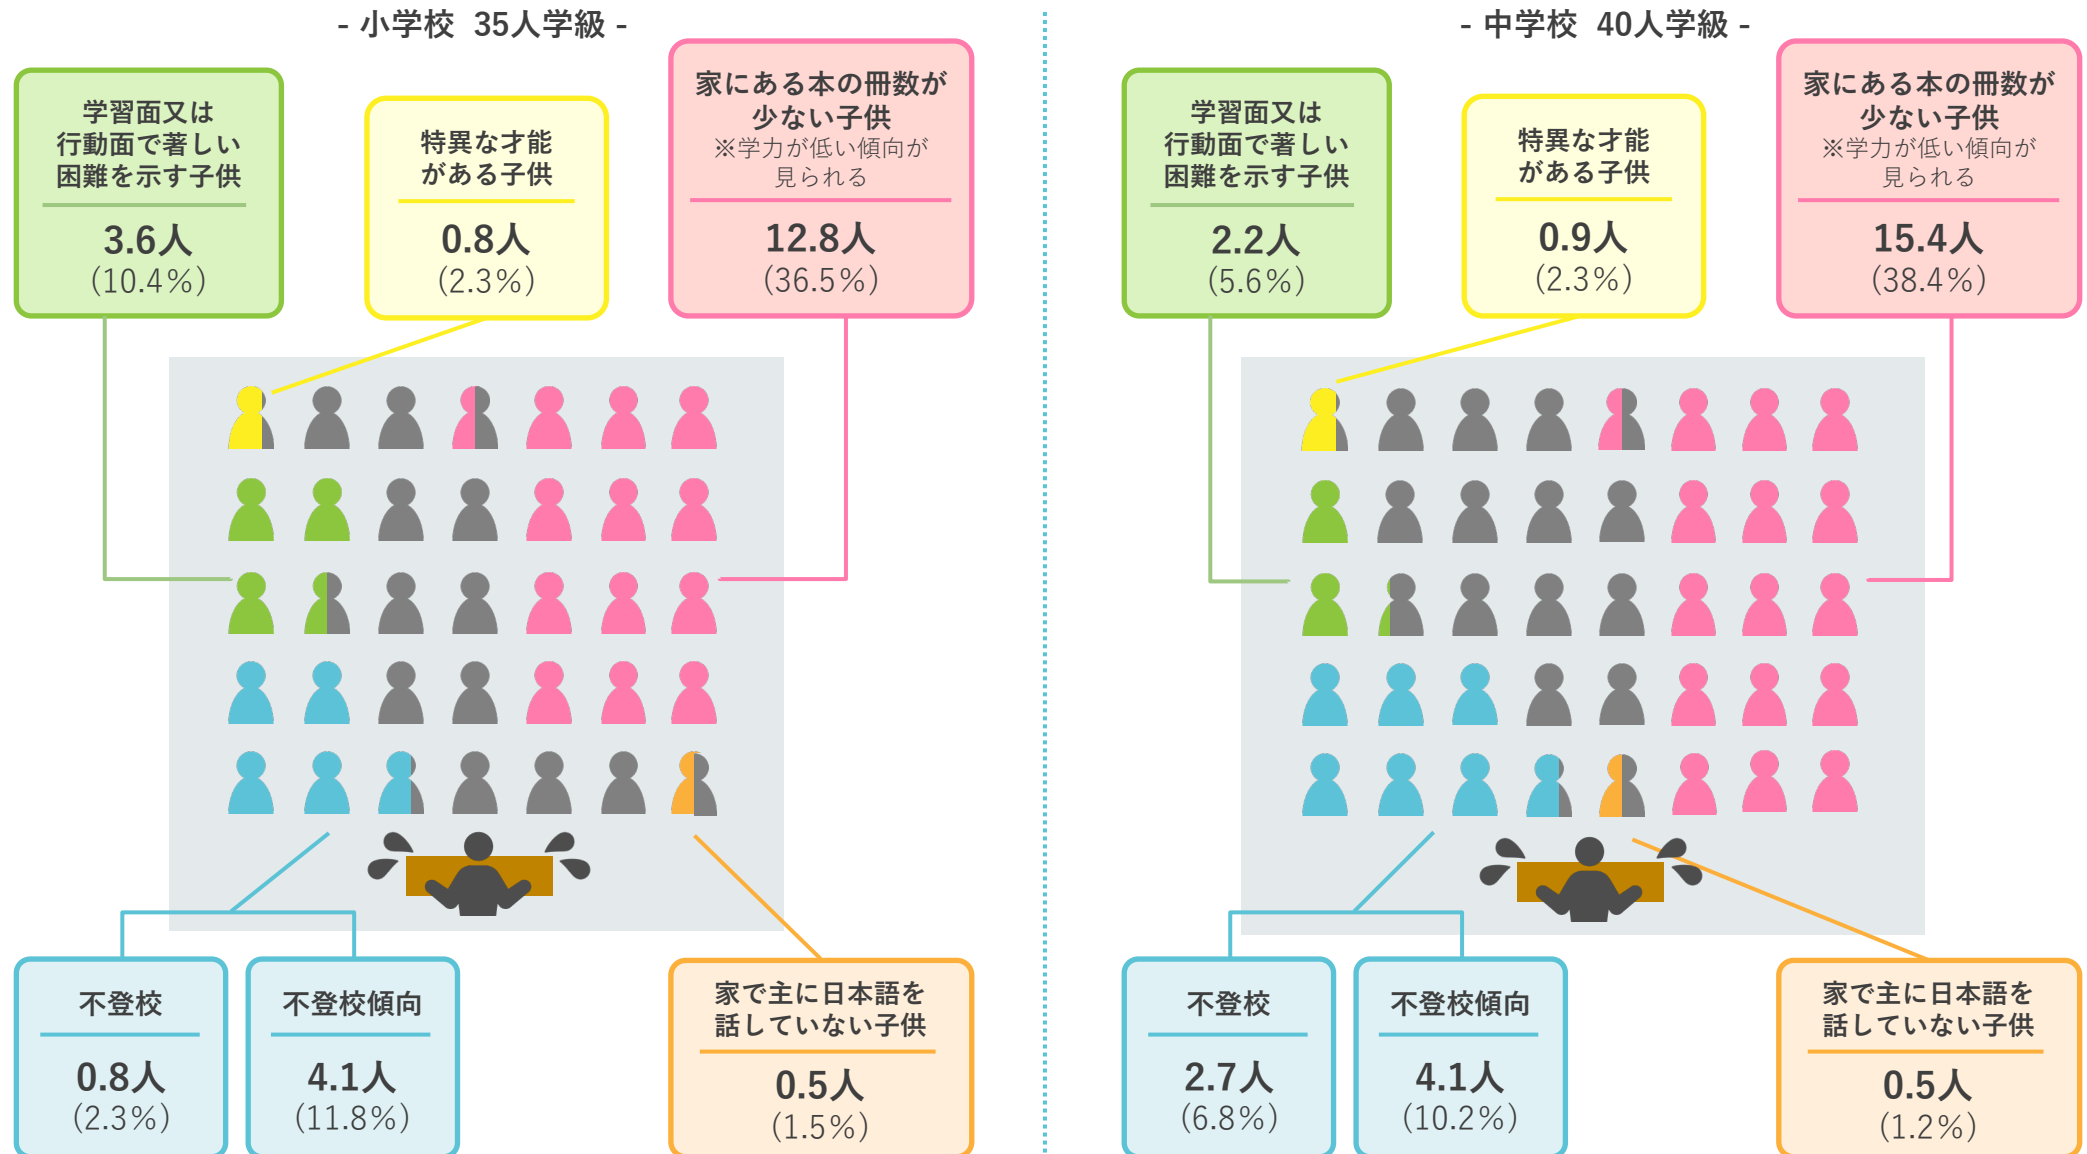 - 小学校 35人学級 -
学習面又は
行動面で著しい
困難を示す子供
3.6人
(10.4%)
特異な才能
がある子供
0.8人
(2.3%)
家にある本の冊数が
少ない子供
※学力が低い傾向が
見られる
12.8人
(36.5%)
不登校
0.8人
(2.3%)
不登校傾向
4.1人
(11.8%)
家で主に日本語を
話していない子供
0.5人
(1.5%)
- 中学校 40人学級 -
学習面又は
行動面で著しい
困難を示す子供
2.2人
(5.6%)
特異な才能
がある子供
0.9人
(2.3%)
家にある本の冊数が
少ない子供
※学力が低い傾向が
見られる
15.4人
(38.4%)
不登校
2.7人
(6.8%)
不登校傾向
4.1人
(10.2%)
家で主に日本語を
話していない子供
0.5人
(1.2%)